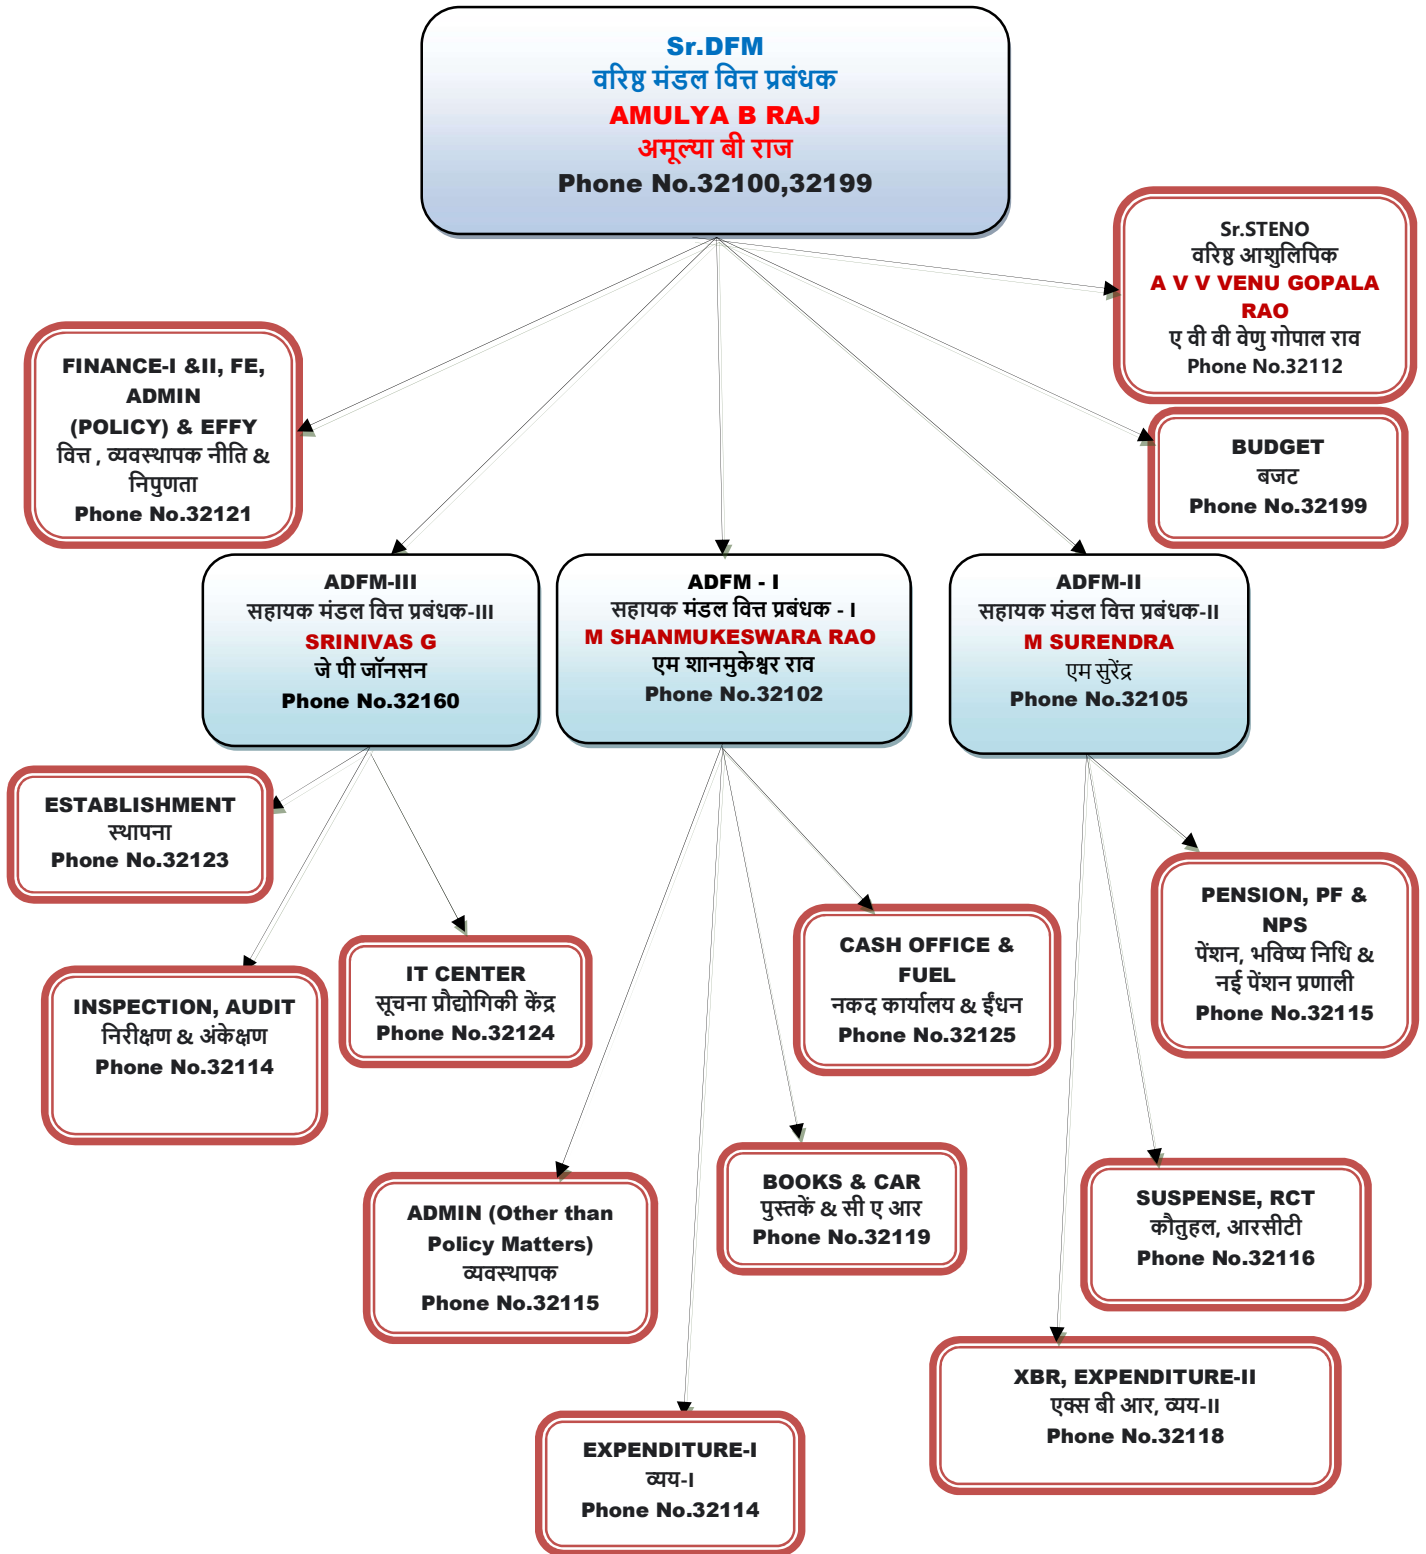 Sr.DFM
वरिष्ठ मंडल वित्त प्रबंधक
AMULYA B RAJ
अमूल्या बी राज
Phone No.32100,32199
Sr.STENO
वरिष्ठ आशुलिपिक
A V V VENU GOPALA
RAO
ए वी वी वेणु गोपाल राव
Phone No.32112
FINANCE-I &II, FE,
ADMIN
(POLICY) & EFFY
वित्त , व्यवस्थापक नीति &
निपुणता
Phone No.32121
BUDGET
बजट
Phone No.32199
ADFM-III
सहायक मंडल वित्त प्रबंधक-III
SRINIVAS G
जे पी जॉनसन
Phone No.32160
ADFM - I
सहायक मंडल वित्त प्रबंधक - I
M SHANMUKESWARA RAO
एम शानमुकेश्वर राव
Phone No.32102
ADFM-II
सहायक मंडल वित्त प्रबंधक-II
M SURENDRA
एम सुरेंद्र
Phone No.32105
ESTABLISHMENT
स्थापना
Phone No.32123
INSPECTION, AUDIT
निरीक्षण & अंकेक्षण
Phone No.32114
IT CENTER
सूचना प्रौद्योगिकी केंद्र
Phone No.32124
CASH OFFICE &
FUEL
नकद कार्यालय & ईंधन
Phone No.32125
PENSION, PF &
NPS
पेंशन, भविष्य निधि &
नई पेंशन प्रणाली
Phone No.32115
ADMIN (Other than
Policy Matters)
व्यवस्थापक
Phone No.32115
BOOKS & CAR
पुस्तकें & सी ए आर
Phone No.32119
SUSPENSE, RCT
कौतुहल, आरसीटी
Phone No.32116
XBR, EXPENDITURE-II
एक्स बी आर, व्यय-II
Phone No.32118
EXPENDITURE-I
व्यय-I
Phone No.32114